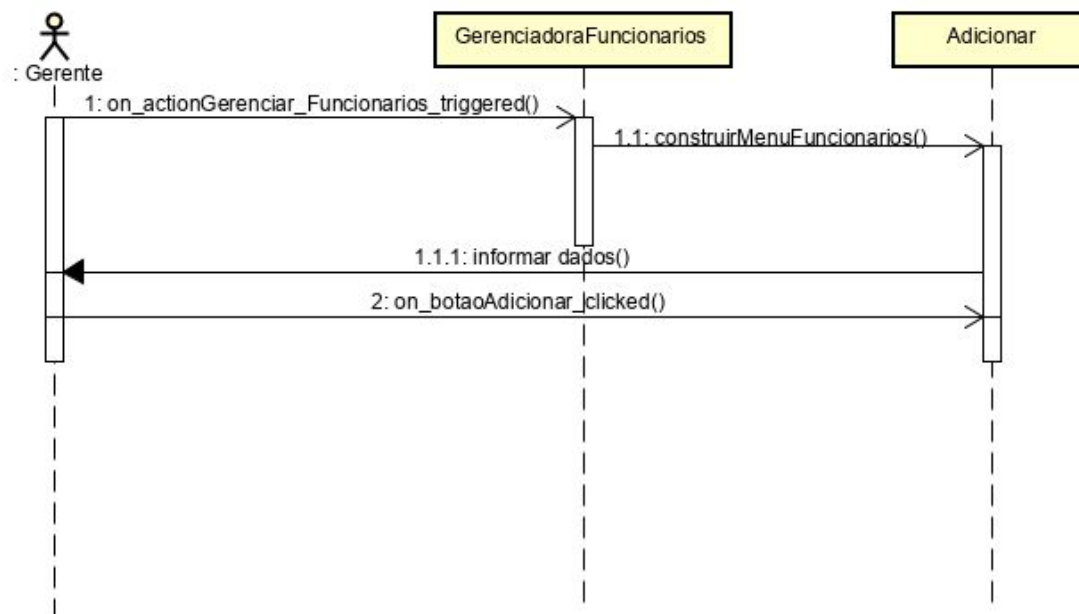 : Gerente
GerenciadoraFuncionarios
Adicionar
1: on_actionGerenciar_Funcionarios_triggered()
1.1: construirMenuFuncionarios()
1.1.1: informar dados()
2: on_botaoAdicionar_clicked()